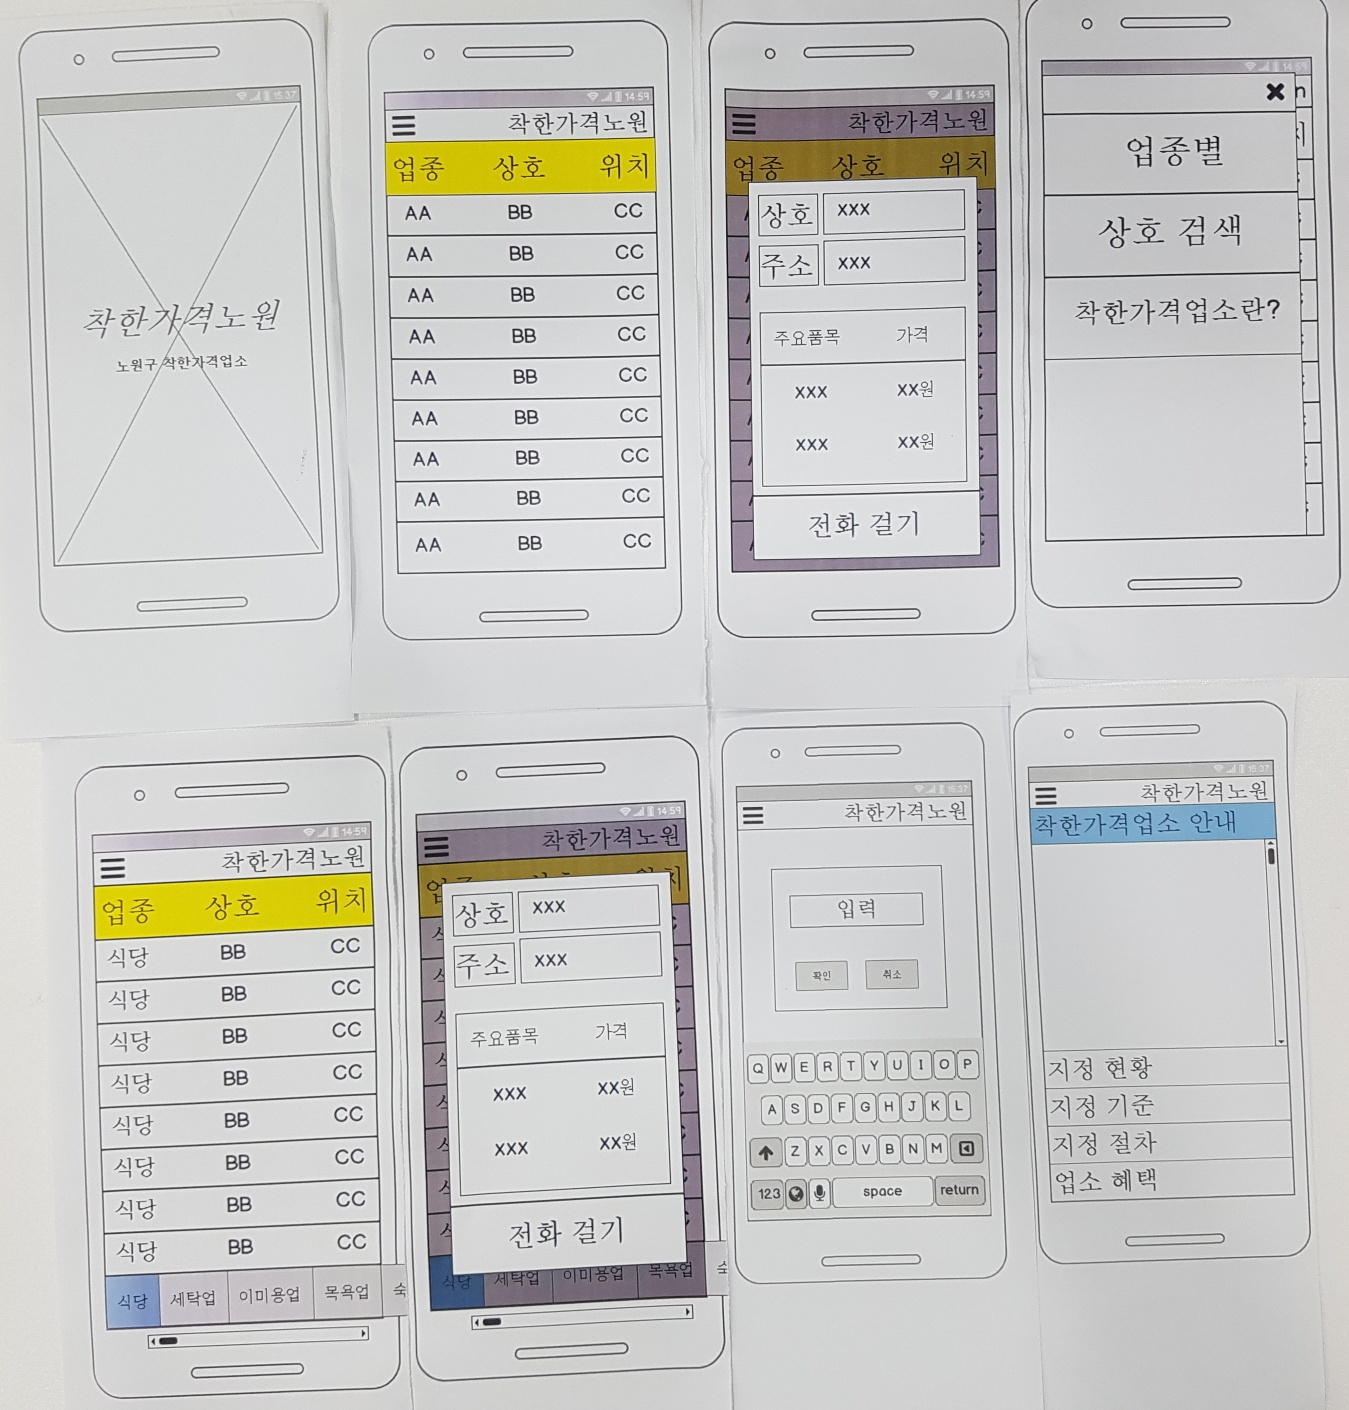 15:37
착한가격노원
노원구 착한가격업소
14:59
착한가격노원
업종 상호 위치
AA BB CC
AA BB CC
AA BB CC
AA BB CC
AA BB CC
AA BB CC
AA BB CC
AA BB CC
AA BB CC
14:59
착한가격노원
업종 상호 위치
상호 XXX
주소 XXX
주요품목 가격
XXX XX원
XXX XX원
전화 걸기
14:59
업종별
상호 검색
착한가격업소란?
14:59
착한가격노원
업종 상호 위치
식당 BB CC
식당 BB CC
식당 BB CC
식당 BB CC
식당 BB CC
식당 BB CC
식당 BB CC
식당 BB CC
식당 세탁업 이미용업 목욕업 숙
14:59
착한가격노원
상호 XXX
주소 XXX
주요품목 가격
XXX XX원
XXX XX원
전화 걸기
식당 세탁업 이미용업 목욕업
15:37
착한가격노원
입력
확인 취소
Q W E R T Y U I O P
A S D F G H J K L
Z X C V B N M
123 space return
15:37
착한가격노원
착한가격업소 안내
지정 현황
지정 기준
지정 절차
업소 혜택